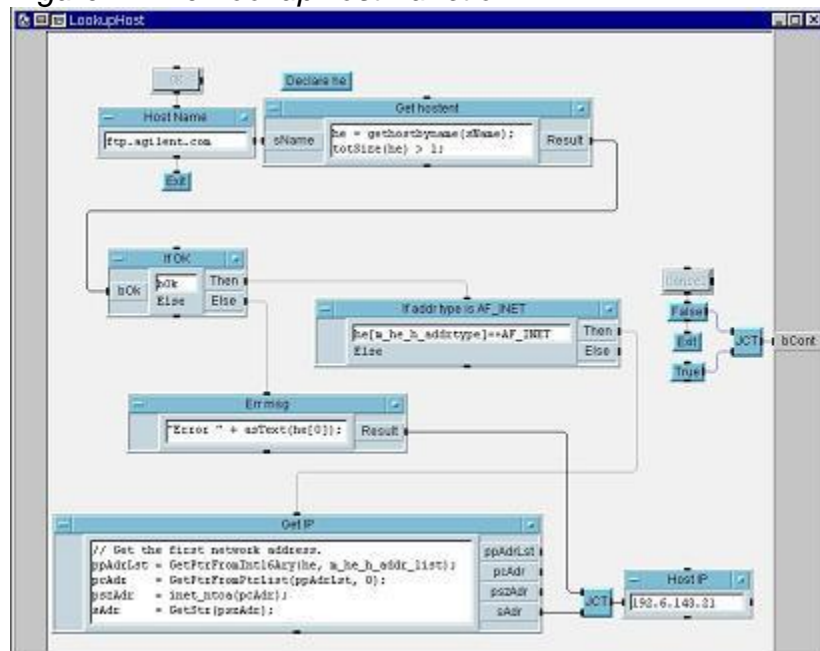 LookupHost
OK
Declare he
Host Name
ftp.agilent.com
Exit
Get hostent
sName
he = gethostbyname(sName);
totSize(he) > 1;
Result
If OK
bOk
bOk
Else
Then
Else
If addr type is AF_INET
he[m_he_h_addrtype]==AF_INET
Else
Then
Else
Cancel
False
Exit
True
JCT
bCont
Err msg
"Error " + asText(he[0]);
Result
Get IP
// Get the first network address.
ppAdrLst = GetPtrFromInt16Ary(he, m_he_h_addr_list);
pcAdr = GetPtrFromPtrList(ppAdrLst, 0);
pszAdr = inet_ntoa(pcAdr);
sAdr = GetStr(pszAdr);
ppAdrLst
pcAdr
pszAdr
sAdr
JCT
Host IP
192.6.143.21